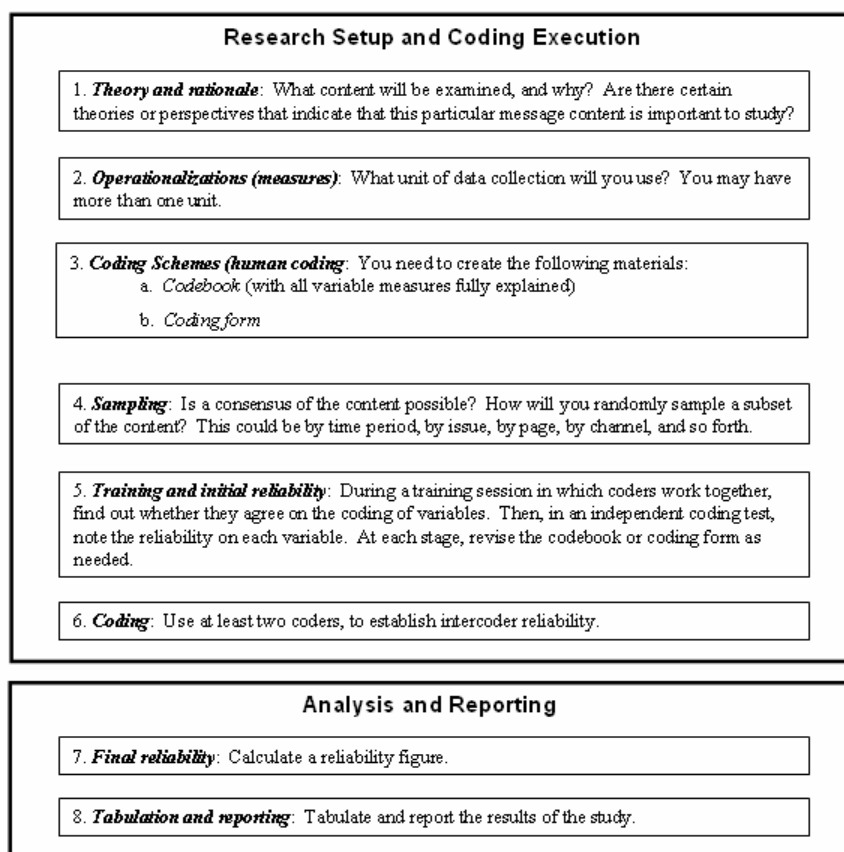 Research Setup and Coding Execution
1. Theory and rationale: What content will be examined, and why? Are there certain
theories or perspectives that indicate that this particular message content is important to study?
2. Operationalizations (measures): What unit of data collection will you use? You may have
more than one unit.
3. Coding Schemes (human coding: You need to create the following materials:
a. Codebook (with all variable measures fully explained)
b. Coding form
4. Sampling: Is a consensus of the content possible? How will you randomly sample a subset
of the content? This could be by time period, by issue, by page, by channel, and so forth.
5. Training and initial reliability: During a training session in which coders work together,
find out whether they agree on the coding of variables. Then, in an independent coding test,
note the reliability on each variable. At each stage, revise the codebook or coding form as
needed.
6. Coding: Use at least two coders, to establish intercoder reliability.
Analysis and Reporting
7. Final reliability: Calculate a reliability figure.
8. Tabulation and reporting: Tabulate and report the results of the study.